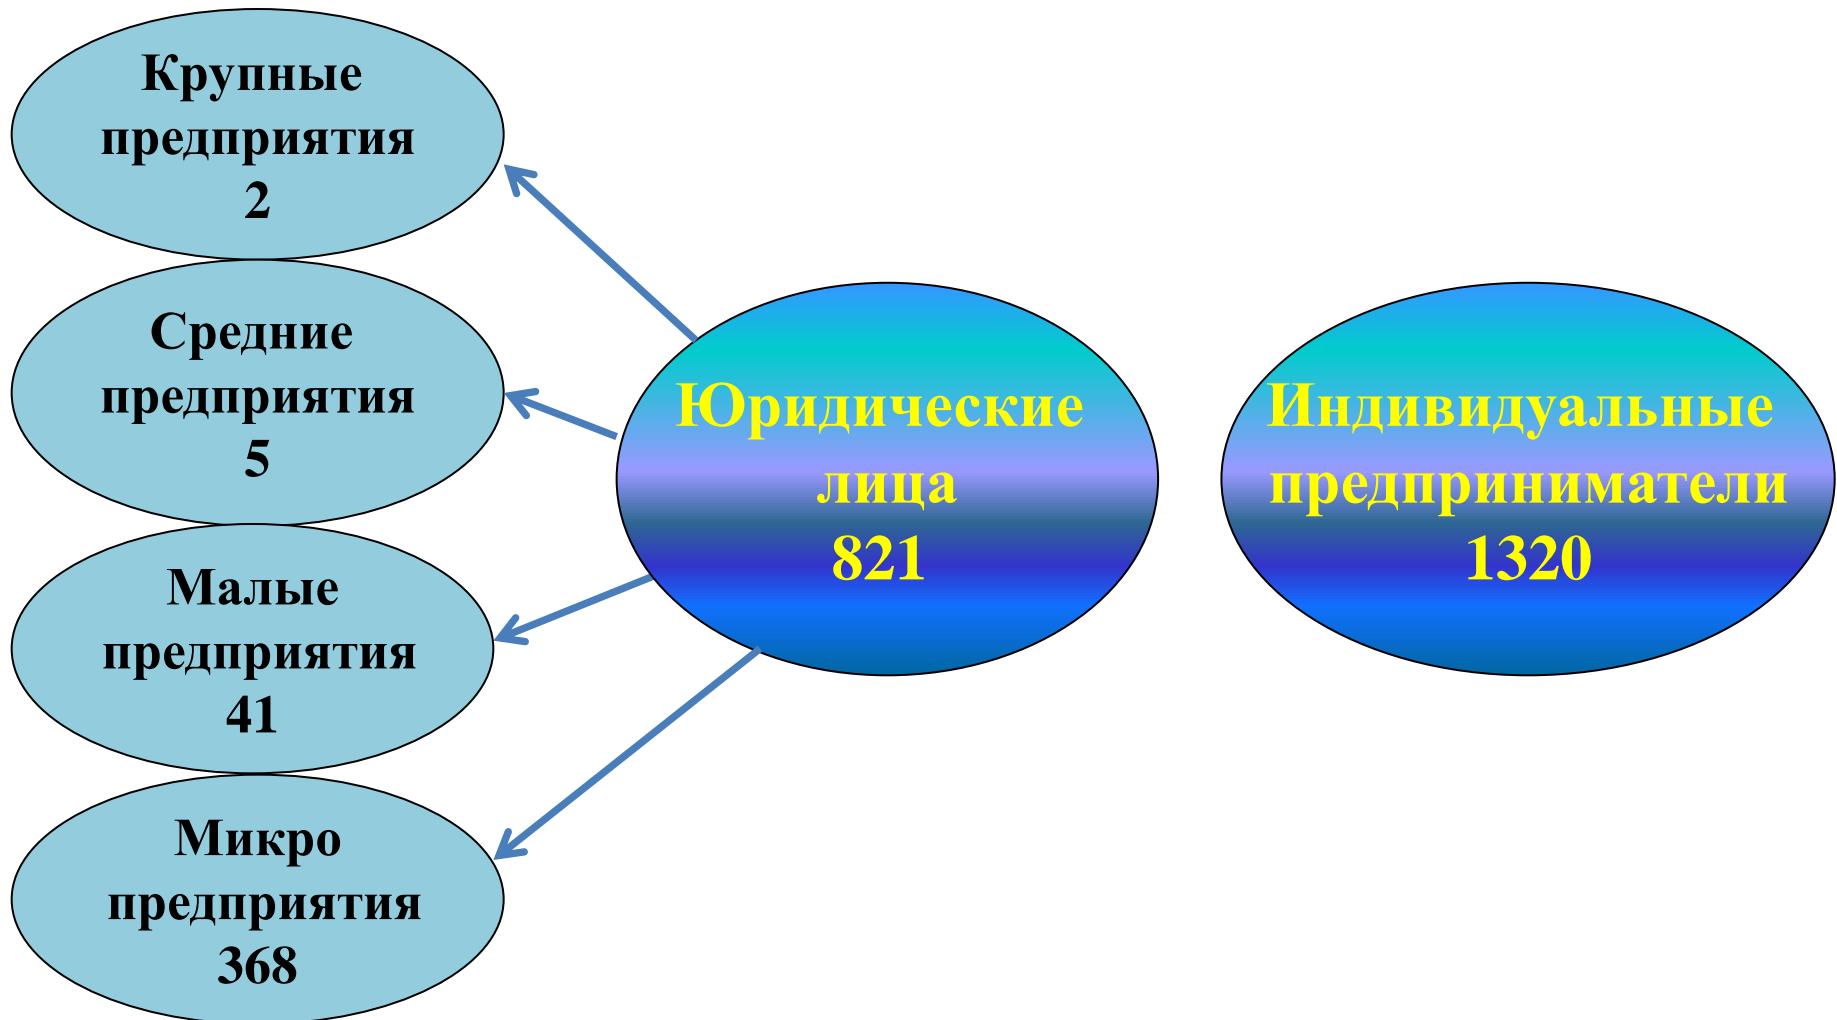 Крупные
предприятия
2
Средние
предприятия
5
Малые
предприятия
41
Микро
предприятия
368
Юридические
лица
821
Индивидуальные
предприниматели
1320